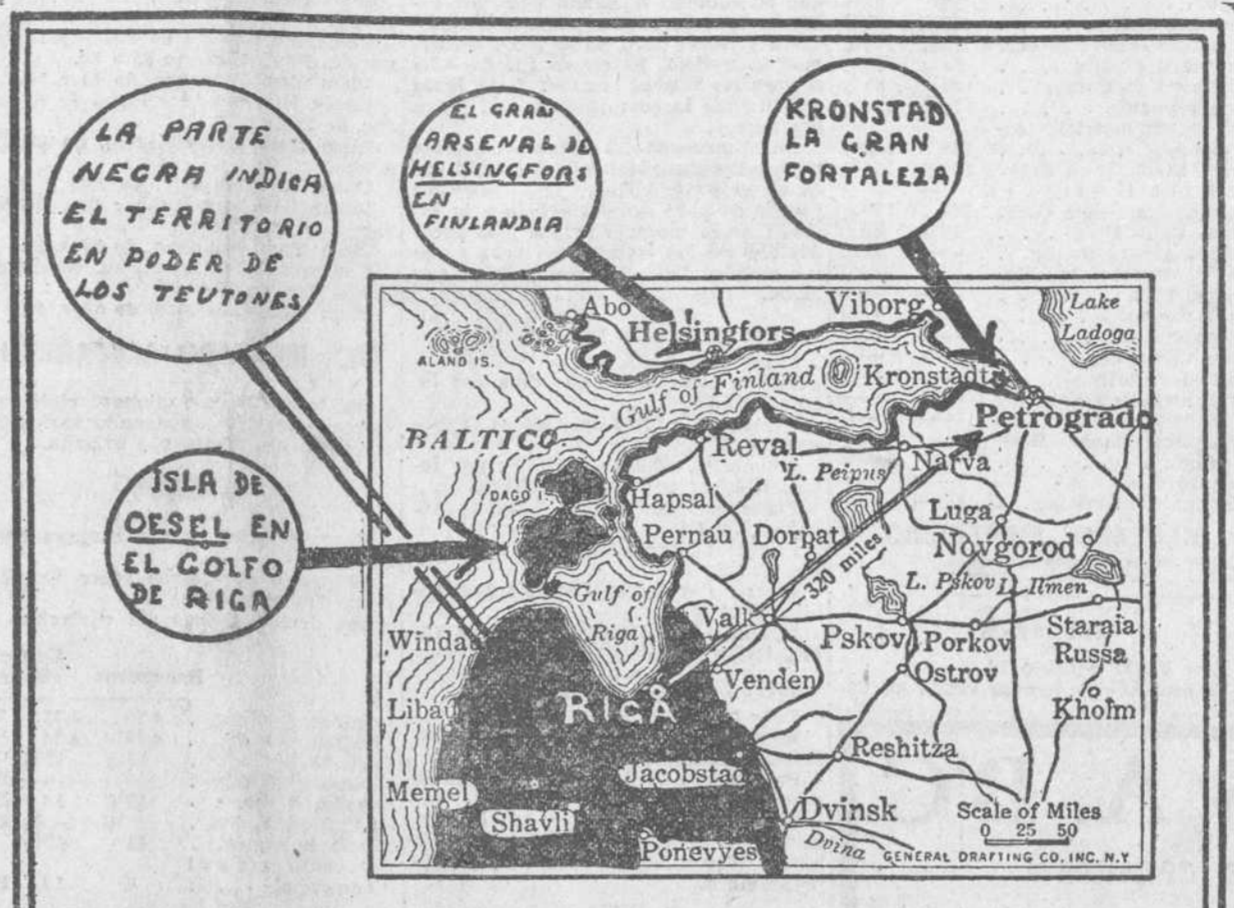 LA PARTE
NEGRA INDICA
EL TERRITORIO
EN PODER DE
LOS TEUTONES
EL GRAN
ARSENAL DE
HELSINGFORS
EN
FINLANDIA
KRONSTAD
LA GRAN
FORTALEZA
ISLA DE
OESEL EN
EL GOLFO
DE RIGA
Abo
Viborg
Lake
Ladoga
Helsingfors
ALAND IS.
Gulf of Finland
Kronstadt
Petrogrado
BALTICO
Reval
Narva
L. Peipus
DAGO I.
Hapsal
Luga
Pernau
Dorpat
Novgorod
320 miles
L. Pskov
L. Ilmen
Gulf of
Riga
Windau
Valk
Pskov
Porkov
Staraia
Russa
Venden
Ostrov
RIGA
Kholm
Libau
Reshitza
Jacobstad
Memel
Shavli
Dvinsk
Scale of Miles
0 25 50
Ponevyes
Dvina
GENERAL DRAFTING CO. INC. N.Y